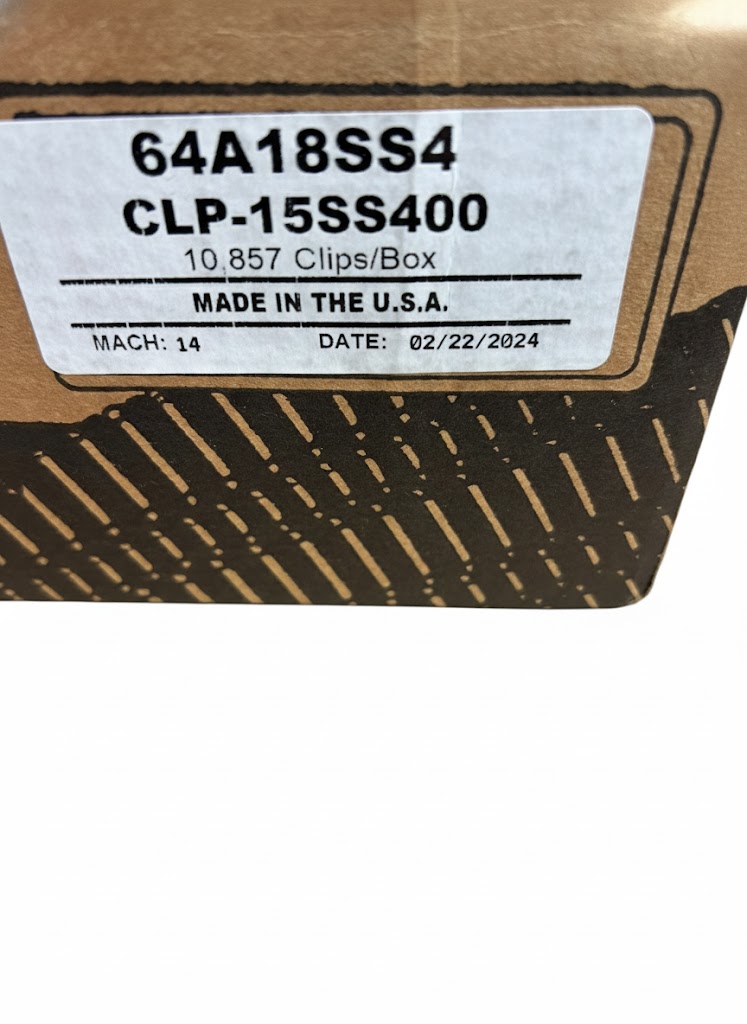 64A18SS4
CLP-15SS400
10,857 Clips/Box
MADE IN THE U.S.A.
MACH: 14 DATE: 02/22/2024